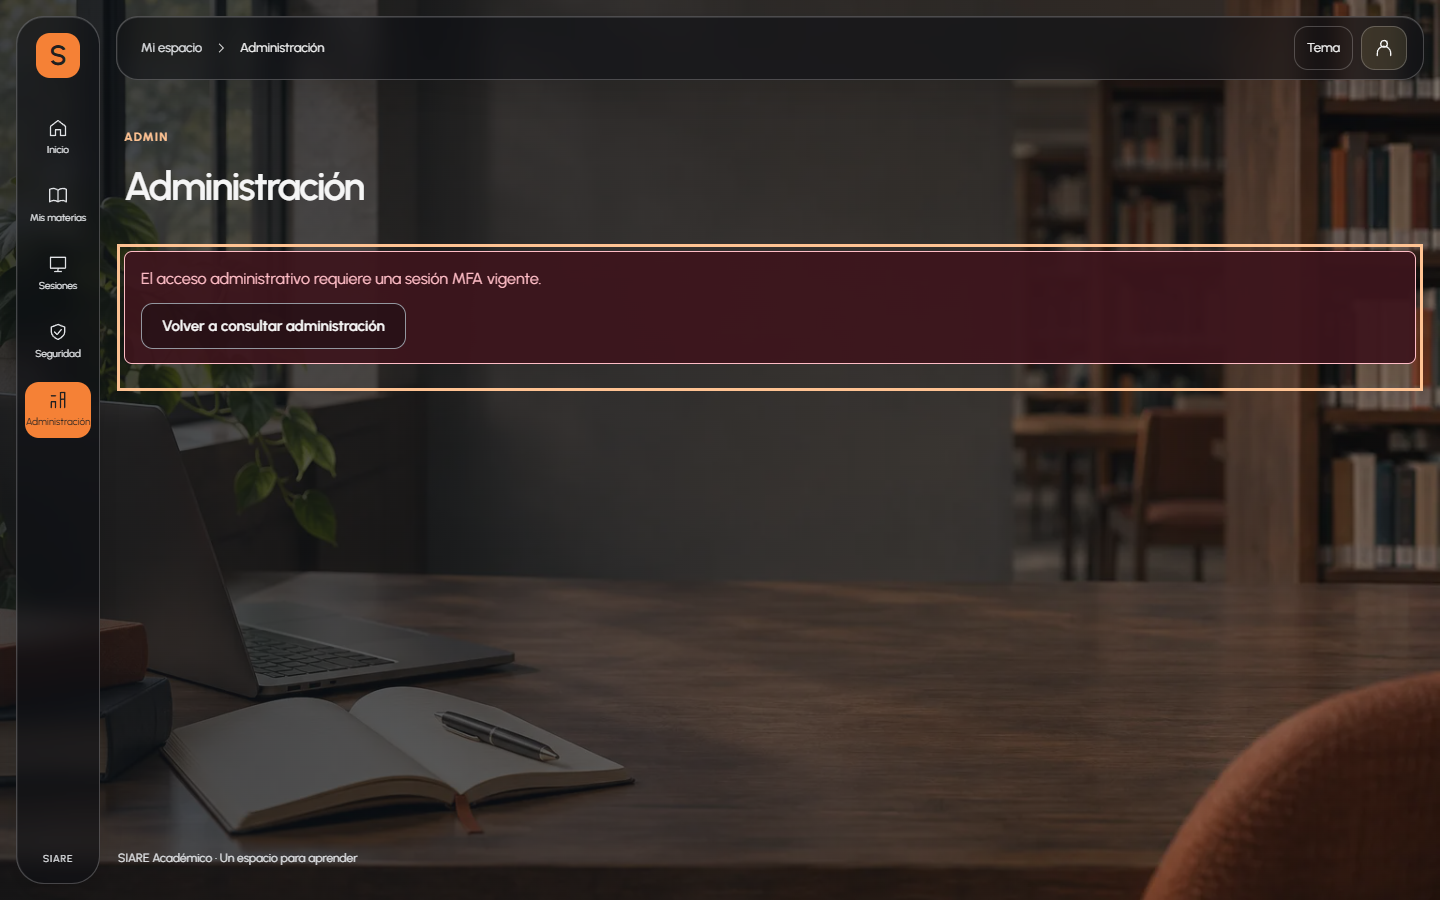 S
Mi espacio > Administración
Tema
Inicio
Mis materias
Sesiones
Seguridad
Administración
SIARE
ADMIN
Administración
El acceso administrativo requiere una sesión MFA vigente.
Volver a consultar administración
SIARE Académico · Un espacio para aprender